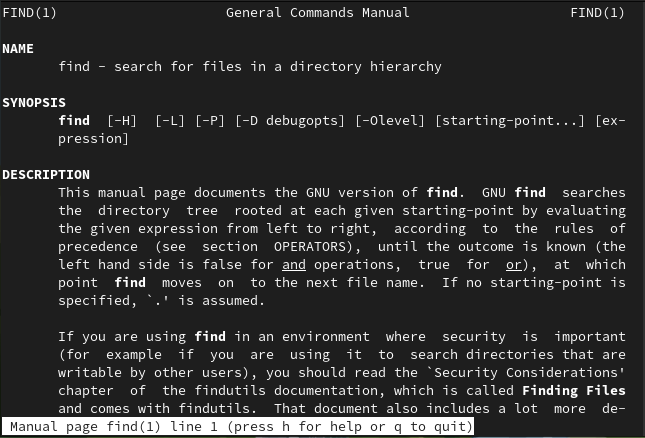 FIND(1) General Commands Manual FIND(1)
NAME
find - search for files in a directory hierarchy
SYNOPSIS
find [-H] [-L] [-P] [-D debugopts] [-Olevel] [starting-point...] [ex-
pression]
DESCRIPTION
This manual page documents the GNU version of find. GNU find searches
the directory tree rooted at each given starting-point by evaluating
the given expression from left to right, according to the rules of
precedence (see section OPERATORS), until the outcome is known (the
left hand side is false for and operations, true for or), at which
point find moves on to the next file name. If no starting-point is
specified, `.' is assumed.
If you are using find in an environment where security is important
(for example if you are using it to search directories that are
writable by other users), you should read the `Security Considerations'
chapter of the findutils documentation, which is called Finding Files
and comes with findutils. That document also includes a lot more de-
Manual page find(1) line 1 (press h for help or q to quit)